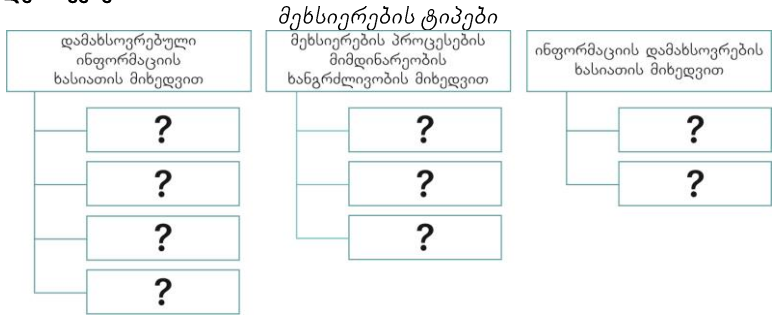 მეხსიერების ტიპები
დამახსოვრებული
ინფორმაციის
ხასიათის მიხედვით
?
?
?
?
მეხსიერების პროცესების
მიმდინარეობის
ხანგრძლივობის მიხედვით
?
?
?
ინფორმაციის დამახსოვრების
ხასიათის მიხედვით
?
?